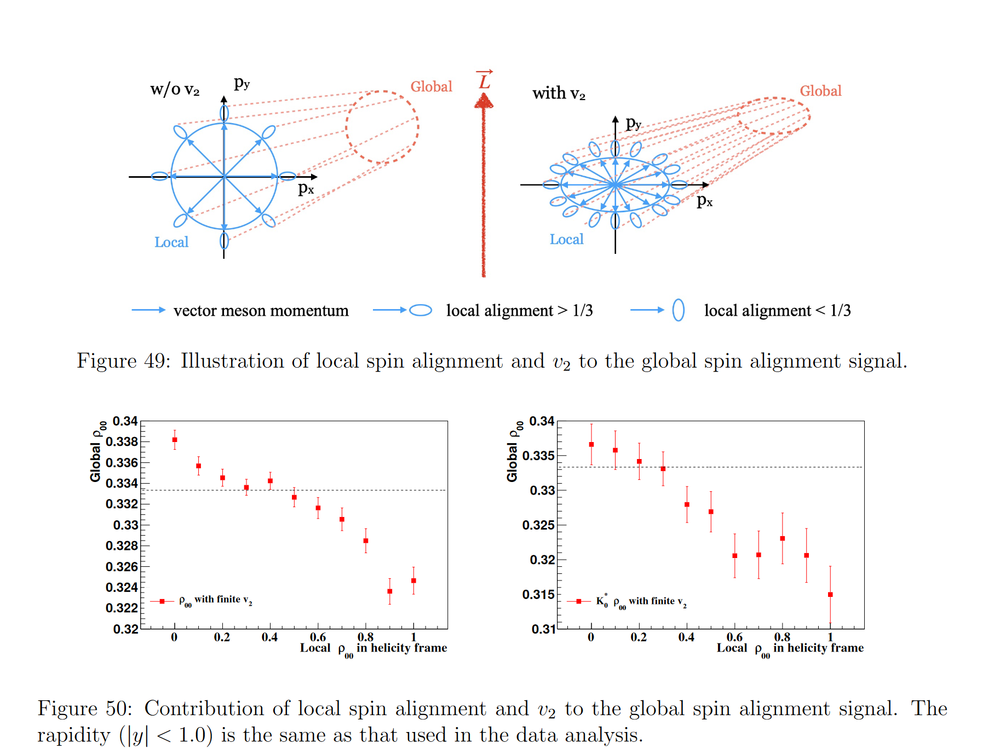 w/o v₂
pᵧ
Global
L
with v₂
Global
pᵧ
pₓ
pₓ
Local
Local
vector meson momentum
local alignment > 1/3
local alignment < 1/3
Figure 49: Illustration of local spin alignment and v₂ to the global spin alignment signal.
Global ρ₀₀
0.34
0.338
0.336
0.334
0.332
0.33
0.328
0.326
0.324
0.322
0.32
ρ₀₀ with finite v₂
0 0.2 0.4 0.6 0.8 1
Local ρ₀₀ in helicity frame
Global ρ₀₀
0.34
0.335
0.33
0.325
0.32
0.315
0.31
K*₀ ρ₀₀ with finite v₂
0 0.2 0.4 0.6 0.8 1
Local ρ₀₀ in helicity frame
Figure 50: Contribution of local spin alignment and v₂ to the global spin alignment signal. The
rapidity (|y| < 1.0) is the same as that used in the data analysis.